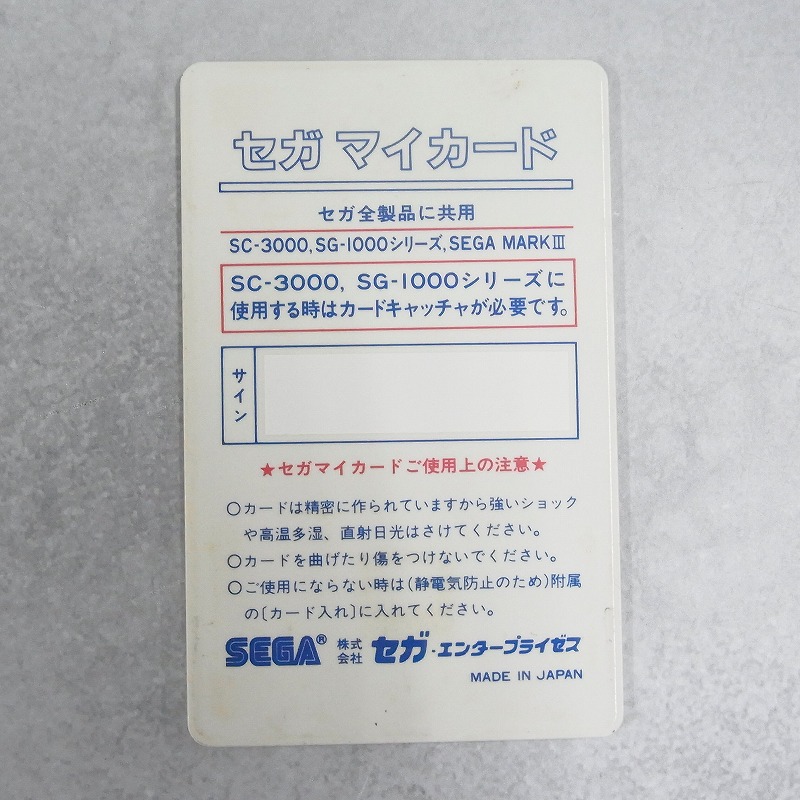 セガ マイカード
セガ全製品に共用
SC-3000, SG-1000シリーズ, SEGA MARKⅢ
SC-3000, SG-1000シリーズに
使用する時はカードキャッチャが必要です。
サイン
★セガマイカードご使用上の注意★
○カードは精密に作られていますから強いショック
や高温多湿、直射日光はさけてください。
○カードを曲げたり傷をつけないでください。
○ご使用にならない時は(静電気防止のため)附属
の〔カード入れ〕に入れてください。
SEGA® 株式会社 セガ・エンタープライゼス
MADE IN JAPAN